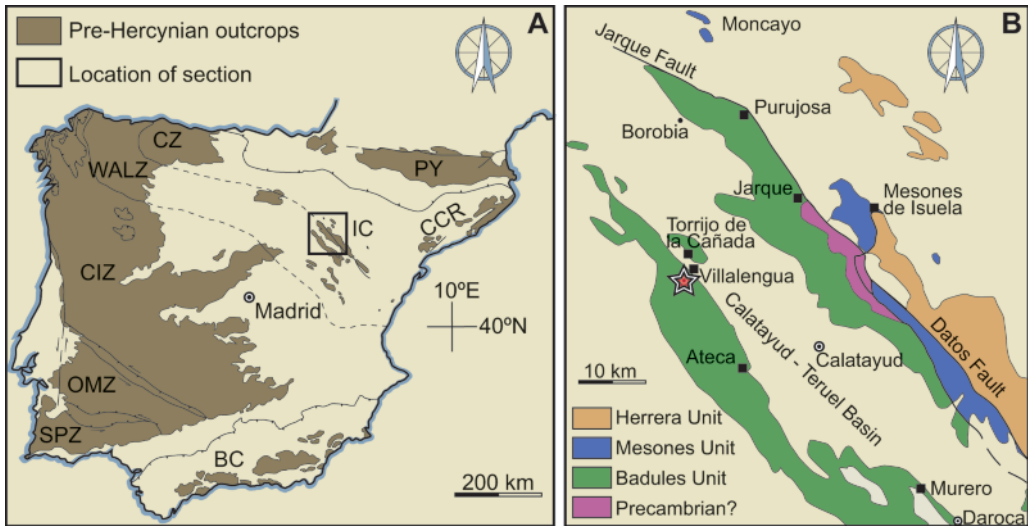 A
Pre-Hercynian outcrops
Location of section
CZ
WALZ
PY
IC
CCR
CIZ
Madrid
10ºE
40ºN
OMZ
SPZ
BC
200 km
B
Moncayo
Jarque Fault
Purujosa
Borobia
Jarque
Mesones
de Isuela
Torrijo de
la Cañada
Villalengua
Calatayud - Teruel Basin
Calatayud
Datos Fault
Ateca
10 km
Herrera Unit
Mesones Unit
Badules Unit
Precambrian?
Murero
Daroca